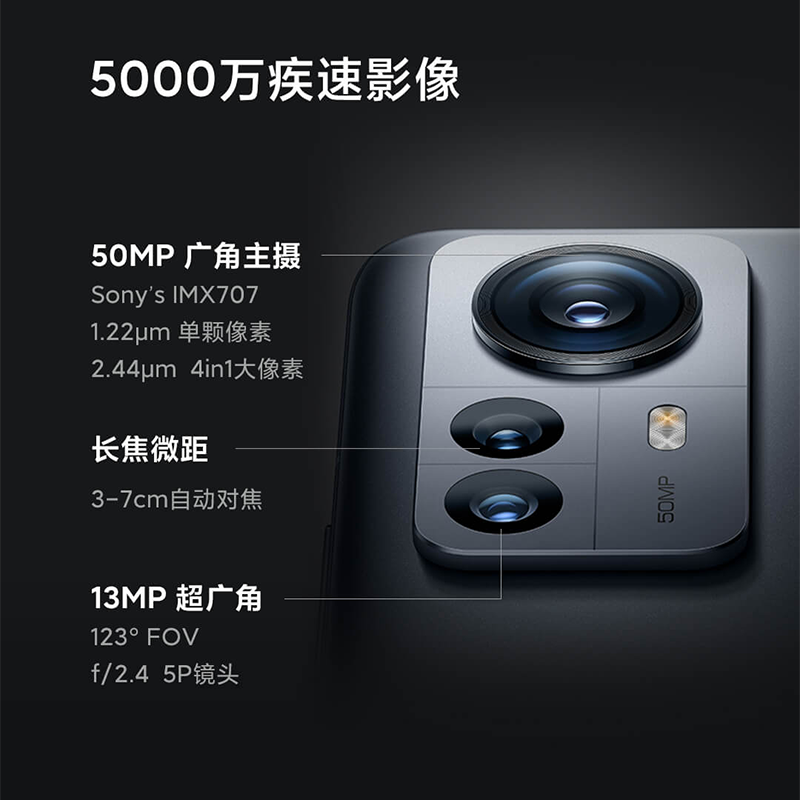 5000万疾速影像
50MP 广角主摄
Sony's IMX707
1.22μm 单颗像素
2.44μm 4in1大像素
长焦微距
3-7cm自动对焦
50MP
13MP 超广角
123° FOV
f/2.4 5P镜头